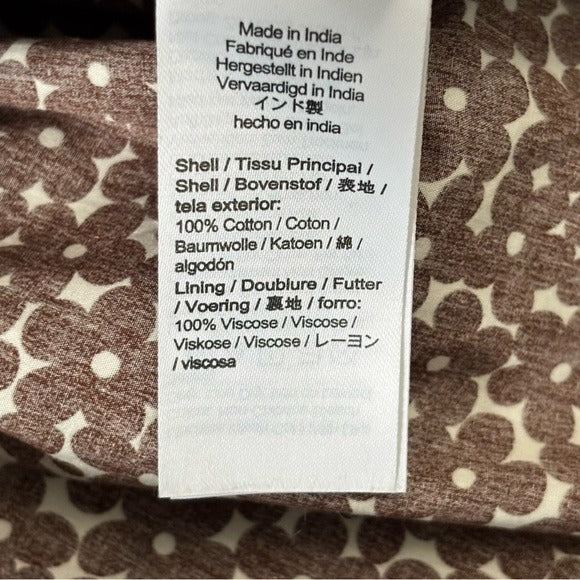 Made in India
Fabriqué en Inde
Hergestellt in Indien
Vervaardigd in India
インド製
hecho en india
Shell / Tissu Principal /
Shell / Bovenstof / 表地 /
tela exterior:
100% Cotton / Coton /
Baumwolle / Katoen / 綿 /
algodón
Lining / Doublure / Futter
/ Voering / 裏地 / forro:
100% Viscose / Viscose /
Viskose / Viscose / レーヨン
/ viscosa